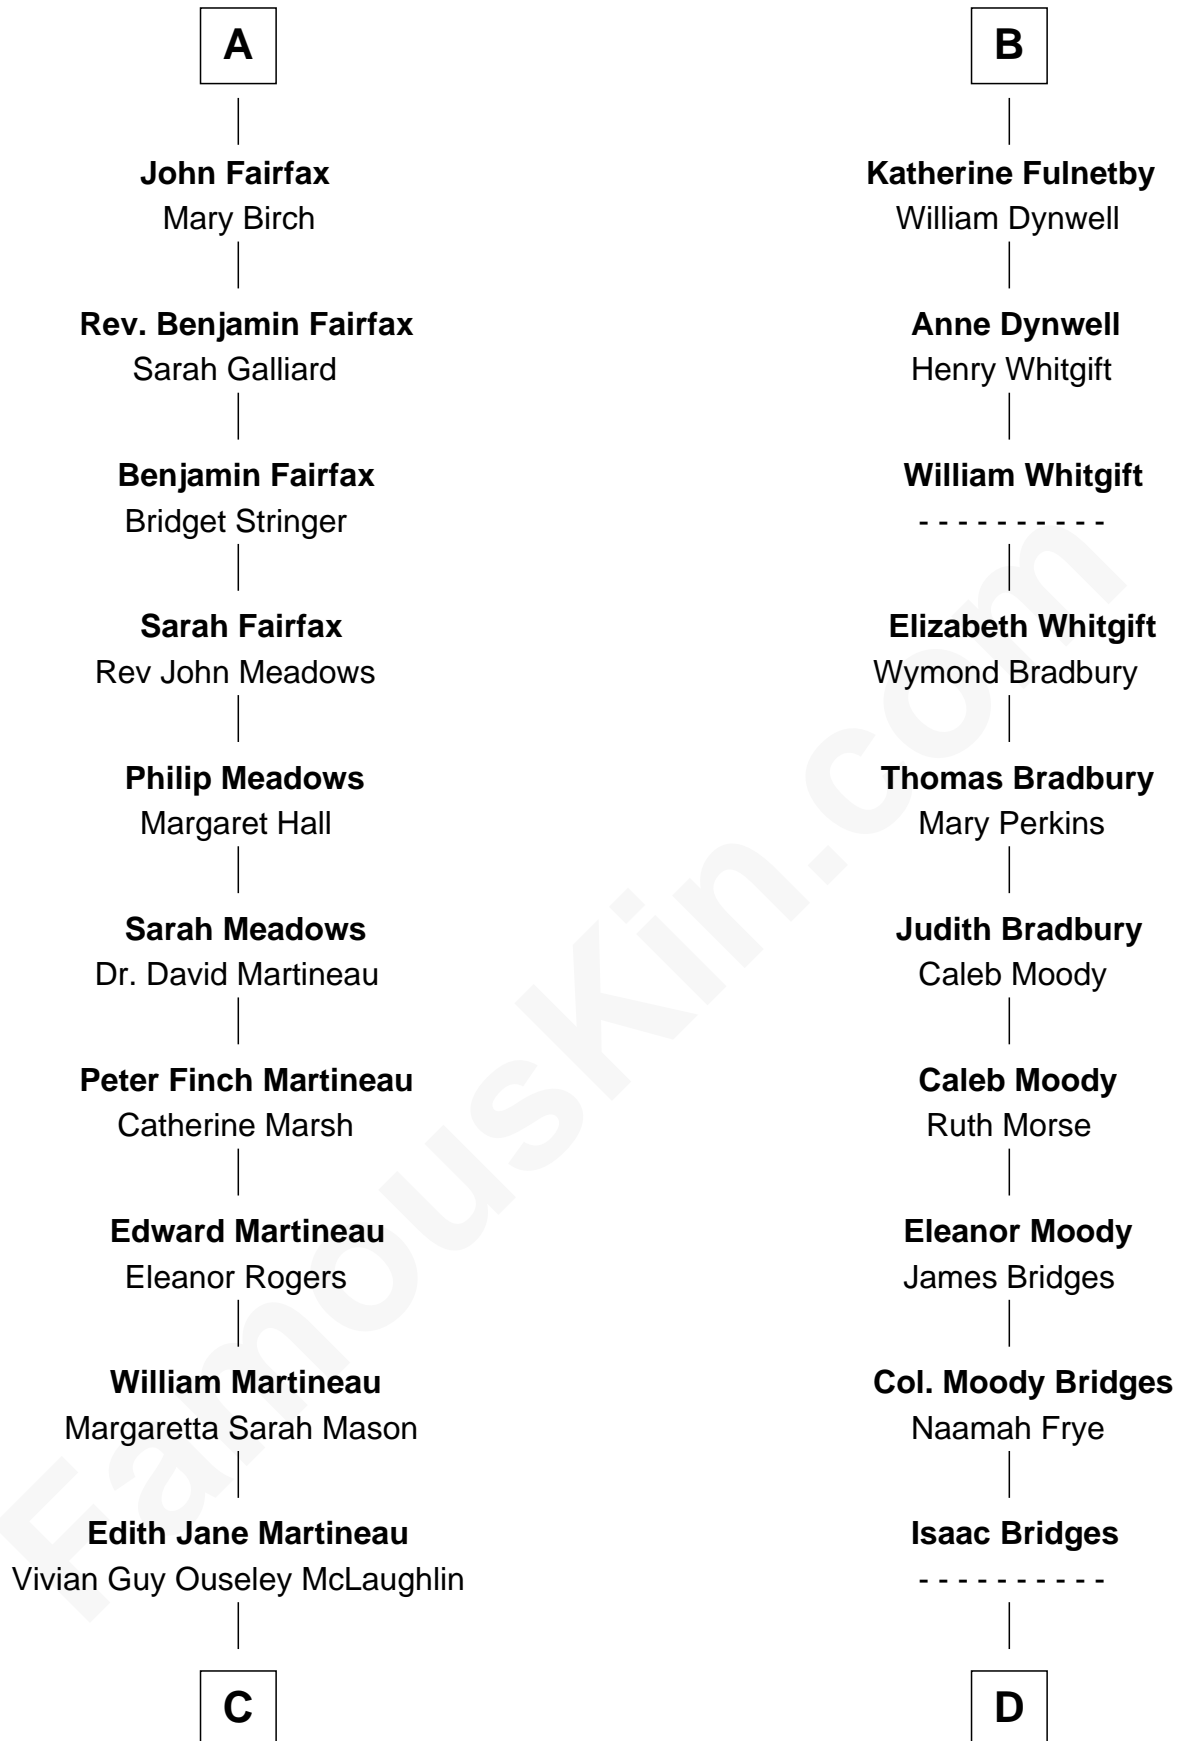 A
John Fairfax
Mary Birch
Rev. Benjamin Fairfax
Sarah Galliard
Benjamin Fairfax
Bridget Stringer
Sarah Fairfax
Rev John Meadows
Philip Meadows
Margaret Hall
Sarah Meadows
Dr. David Martineau
Peter Finch Martineau
Catherine Marsh
Edward Martineau
Eleanor Rogers
William Martineau
Margaretta Sarah Mason
Edith Jane Martineau
Vivian Guy Ouseley McLaughlin
C
B
Katherine Fulnetby
William Dynwell
Anne Dynwell
Henry Whitgift
William Whitgift
- - - - - - - - - -
Elizabeth Whitgift
Wymond Bradbury
Thomas Bradbury
Mary Perkins
Judith Bradbury
Caleb Moody
Caleb Moody
Ruth Morse
Eleanor Moody
James Bridges
Col. Moody Bridges
Naamah Frye
Isaac Bridges
- - - - - - - - - -
D
FamousKin.com